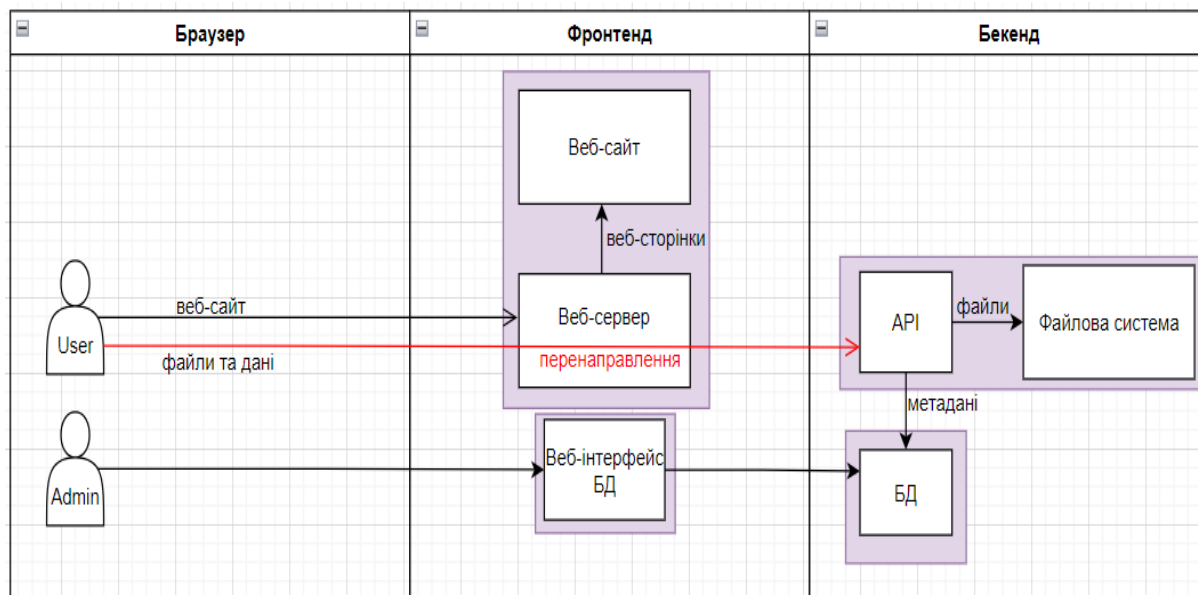 Браузер
Фронтенд
Бекенд
Веб-сайт
веб-сторінки
веб-сайт
Веб-сервер
API
файли
Файлова система
User
файли та дані
перенаправлення
метадані
Admin
Веб-інтерфейс
БД
БД